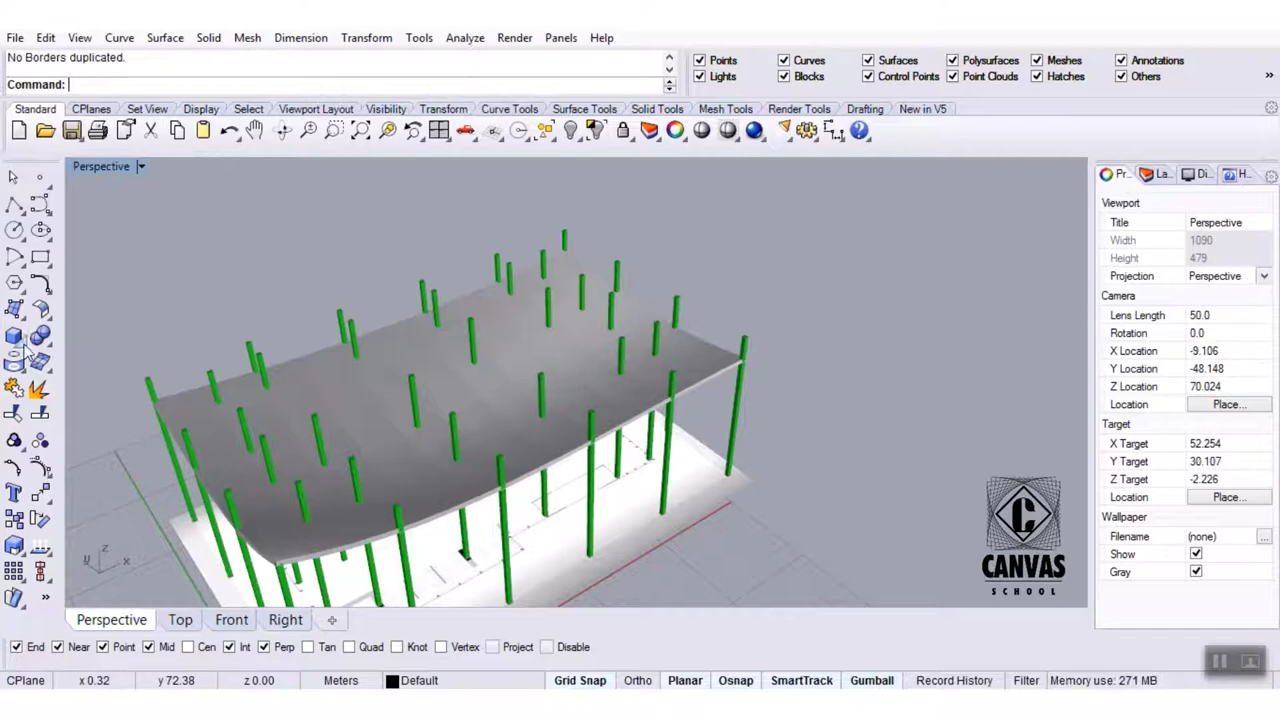 File Edit View Curve Surface Solid Mesh Dimension Transform Tools Analyze Render Panels Help
No Borders duplicated.
Command:
Points Curves Surfaces Polysurfaces Meshes Annotations
Lights Blocks Control Points Point Clouds Hatches Others
Standard CPlanes Set View Display Select Viewport Layout Visibility Transform Curve Tools Surface Tools Solid Tools Mesh Tools Render Tools Drafting New in V5
Perspective
Pr... La... Di... H...
Viewport
Title Perspective
Width 1090
Height 479
Projection Perspective
Camera
Lens Length 50.0
Rotation 0.0
X Location -9.106
Y Location -48.148
Z Location 70.024
Location Place...
Target
X Target 52.254
Y Target 30.107
Z Target -2.226
Location Place...
Wallpaper
Filename (none) ...
Show
Gray
z
y x
C
CANVAS
SCHOOL
Perspective Top Front Right
End Near Point Mid Cen Int Perp Tan Quad Knot Vertex Project Disable
CPlane x 0.32 y 72.38 z 0.00 Meters Default Grid Snap Ortho Planar Osnap SmartTrack Gumball Record History Filter Memory use: 271 MB